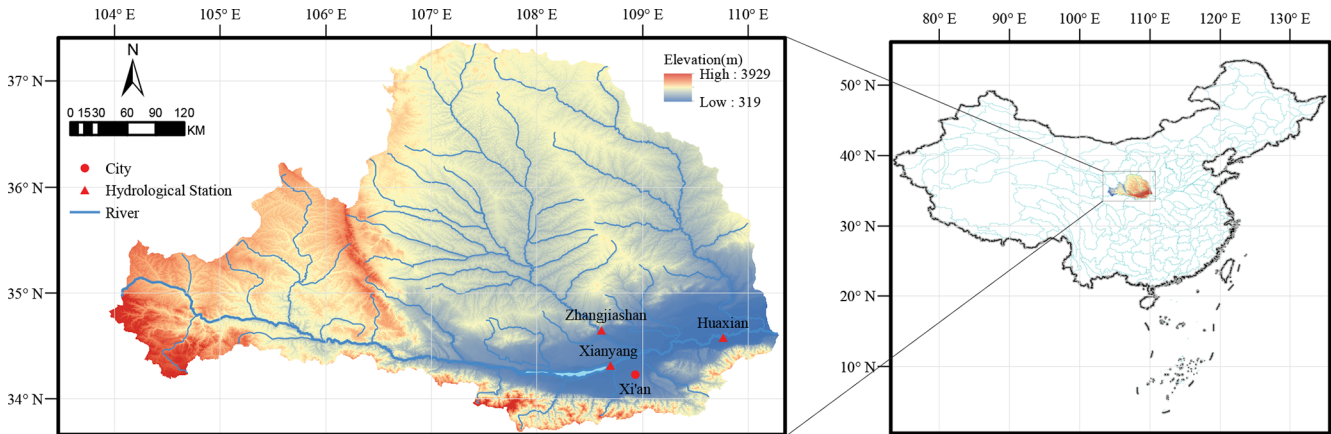 104° E 105° E 106° E 107° E 108° E 109° E 110° E
37° N
36° N
35° N
34° N
N
0 15 30 60 90 120
KM
City
Hydrological Station
River
Elevation(m)
High : 3929
Low : 319
Zhangjiashan
Huaxian
Xianyang
Xi'an
80° E 90° E 100° E 110° E 120° E 130° E
50° N
40° N
30° N
20° N
10° N